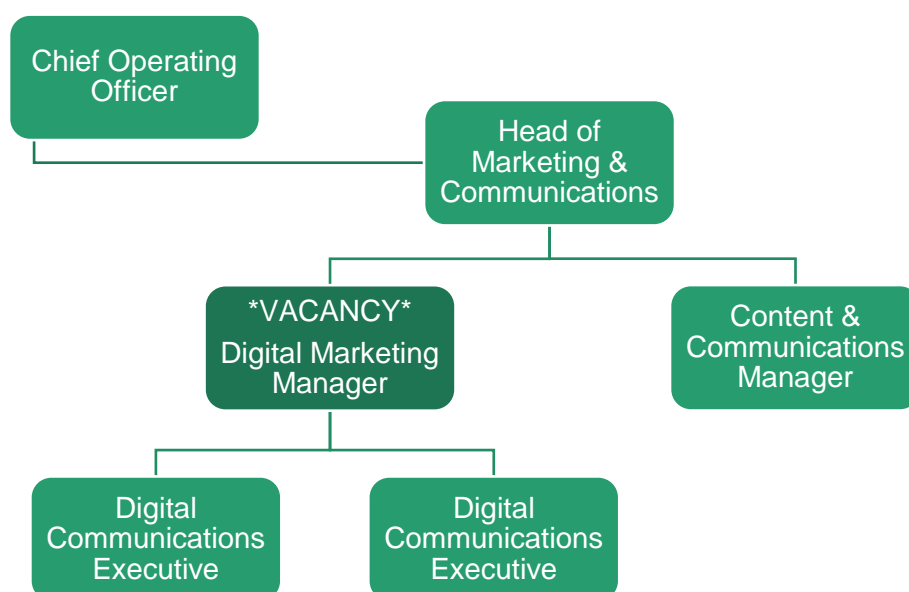 Chief Operating
Officer
Head of
Marketing &
Communications
*VACANCY*
Digital Marketing
Manager
Content &
Communications
Manager
Digital
Communications
Executive
Digital
Communications
Executive